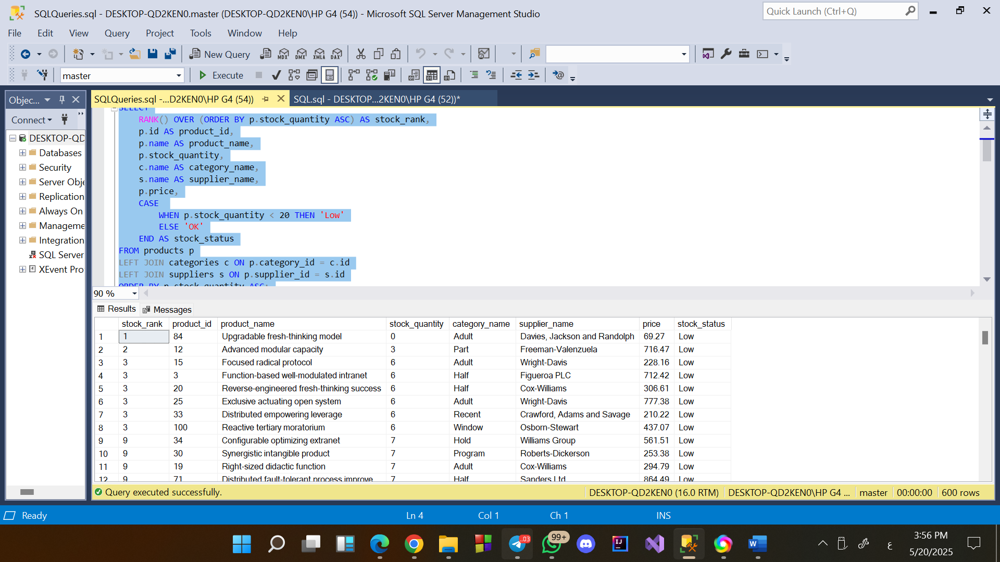 SQLQueries.sql - DESKTOP-QD2KEN0.master (DESKTOP-QD2KEN0\HP G4 (54)) - Microsoft SQL Server Management Studio
Quick Launch (Ctrl+Q)
File Edit View Query Project Tools Window Help
New Query MDX DMX XMLA DAX
master Execute
Objec...
SQLQueries.sql -...D2KEN0\HP G4 (54)) SQL.sql - DESKTOP...2KEN0\HP G4 (52))*
Connect
DESKTOP-QD
Databases
Security
Server Obje
Replication
Always On
Manageme
Integration
SQL Server
XEvent Pro
SELECT
RANK() OVER (ORDER BY p.stock_quantity ASC) AS stock_rank,
p.id AS product_id,
p.name AS product_name,
p.stock_quantity,
c.name AS category_name,
s.name AS supplier_name,
p.price,
CASE
WHEN p.stock_quantity < 20 THEN 'Low'
ELSE 'OK'
END AS stock_status
FROM products p
LEFT JOIN categories c ON p.category_id = c.id
LEFT JOIN suppliers s ON p.supplier_id = s.id
ORDER BY p.stock_quantity ASC;
90 %
Results Messages
stock_rank product_id product_name stock_quantity category_name supplier_name price stock_status
1 1 84 Upgradable fresh-thinking model 0 Adult Davies, Jackson and Randolph 69.27 Low
2 2 12 Advanced modular capacity 3 Part Freeman-Valenzuela 716.47 Low
3 3 15 Focused radical protocol 6 Adult Wright-Davis 228.16 Low
4 3 3 Function-based well-modulated intranet 6 Half Figueroa PLC 712.42 Low
5 3 20 Reverse-engineered fresh-thinking success 6 Half Cox-Williams 306.61 Low
6 3 25 Exclusive actuating open system 6 Adult Wright-Davis 777.38 Low
7 3 33 Distributed empowering leverage 6 Recent Crawford, Adams and Savage 210.22 Low
8 3 100 Reactive tertiary moratorium 6 Window Osborn-Stewart 437.07 Low
9 9 34 Configurable optimizing extranet 7 Hold Williams Group 561.51 Low
10 9 30 Synergistic intangible product 7 Program Roberts-Dickerson 253.38 Low
11 9 19 Right-sized didactic function 7 Adult Cox-Williams 294.79 Low
12 9 71 Distributed fault-tolerant process improve... 7 Half Sanders Ltd 864.49 Low
Query executed successfully. DESKTOP-QD2KEN0 (16.0 RTM) DESKTOP-QD2KEN0\HP G4 ... master 00:00:00 600 rows
Ready Ln 4 Col 1 Ch 1 INS
..03 99+ IJ W ع 3:56 PM
5/20/2025